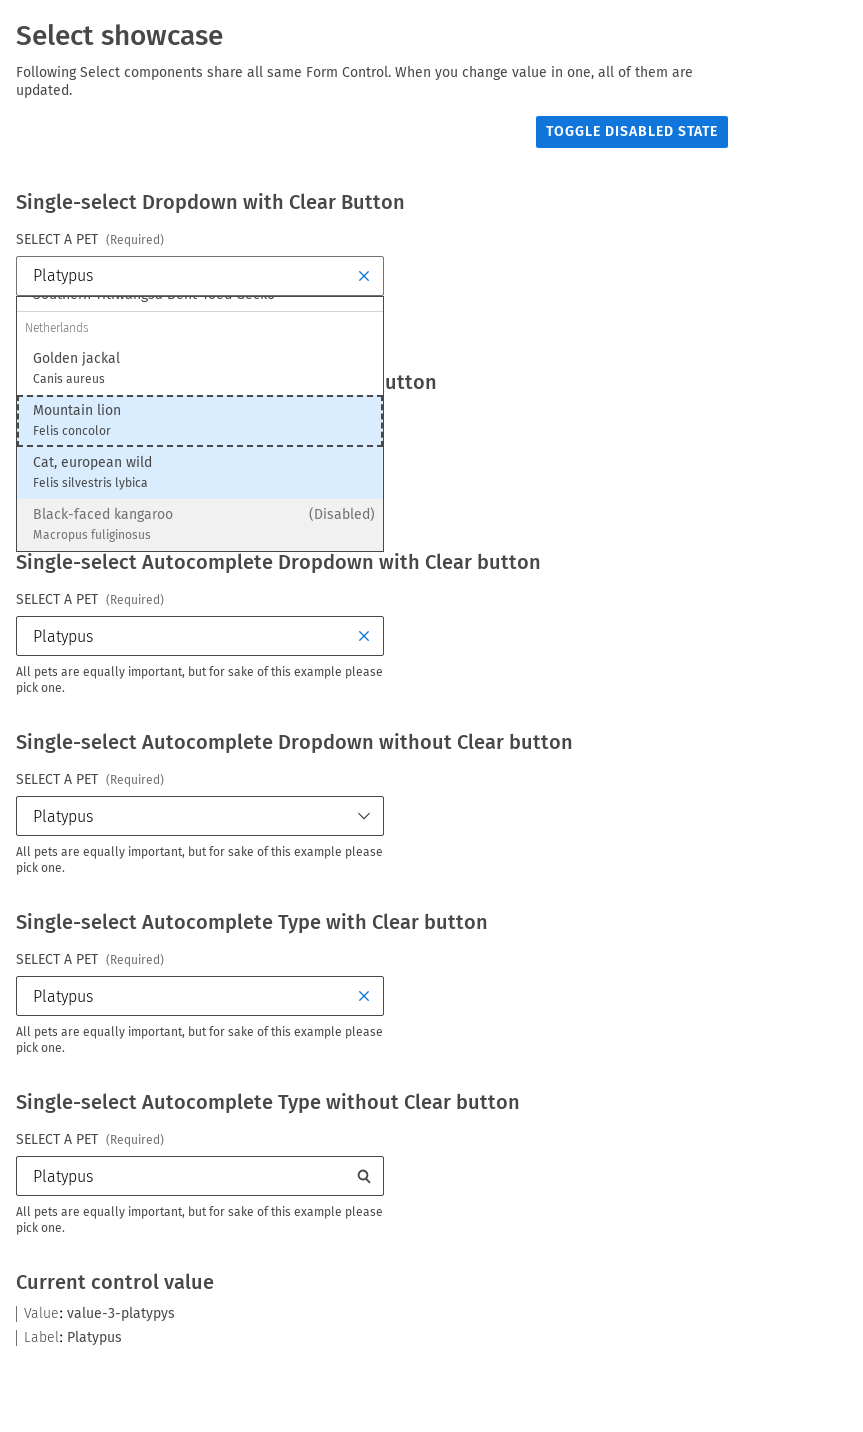 Select showcase
Following Select components share all same Form Control. When you change value in one, all of them are
updated.
TOGGLE DISABLED STATE
Single-select Dropdown with Clear Button
SELECT A PET (Required)
Platypus
Netherlands
Golden jackal
Canis aureus
utton
Mountain lion
Felis concolor
Cat, european wild
Felis silvestris lybica
Black-faced kangaroo (Disabled)
Macropus fuliginosus
Single-select Autocomplete Dropdown with Clear button
SELECT A PET (Required)
Platypus
All pets are equally important, but for sake of this example please
pick one.
Single-select Autocomplete Dropdown without Clear button
SELECT A PET (Required)
Platypus
All pets are equally important, but for sake of this example please
pick one.
Single-select Autocomplete Type with Clear button
SELECT A PET (Required)
Platypus
All pets are equally important, but for sake of this example please
pick one.
Single-select Autocomplete Type without Clear button
SELECT A PET (Required)
Platypus
All pets are equally important, but for sake of this example please
pick one.
Current control value
Value: value-3-platypys
Label: Platypus